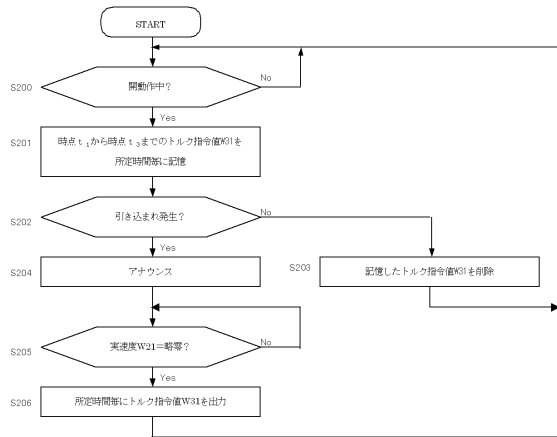 START
S200
開動作中?
No
Yes
S201
時点t₁から時点t₃までのトルク指令値W31を
所定時間毎に記憶
S202
引き込まれ発生?
No
Yes
S204
アナウンス
S203
記憶したトルク指令値W31を削除
S205
実速度W21=略零?
No
Yes
S206
所定時間毎にトルク指令値W31を出力